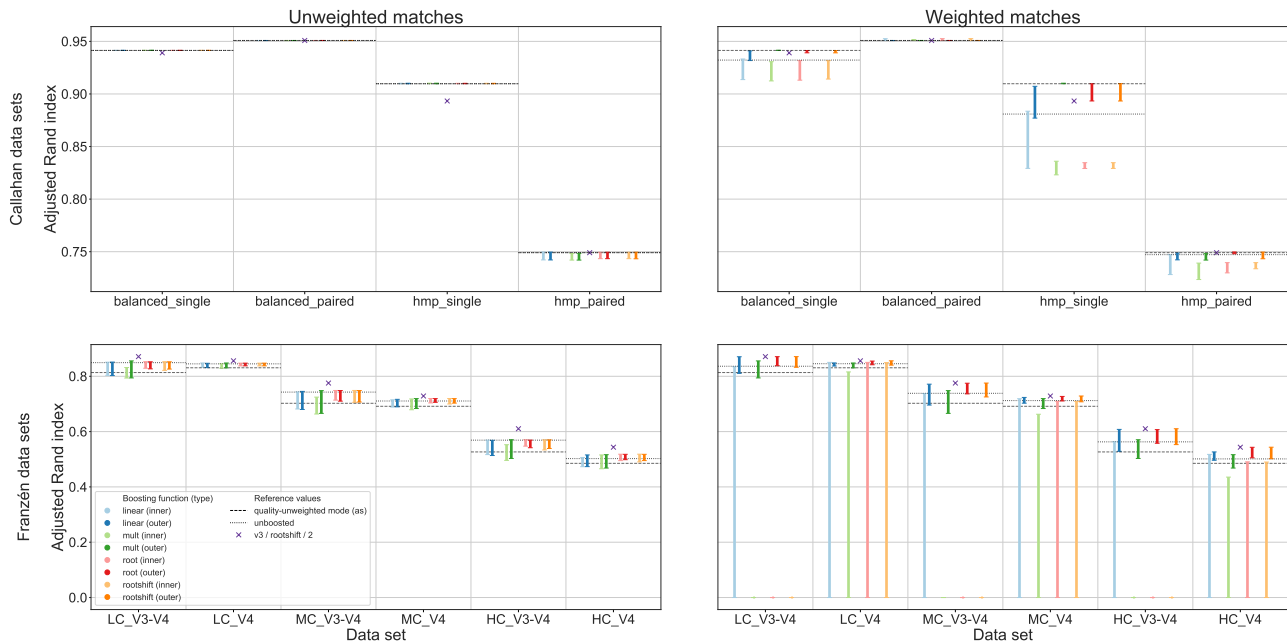 Unweighted matches
Weighted matches
Callahan data sets
Adjusted Rand index
0.95
0.90
0.85
0.80
0.75
balanced_single
balanced_paired
hmp_single
hmp_paired
balanced_single
balanced_paired
hmp_single
hmp_paired
Franzén data sets
Adjusted Rand index
0.8
0.6
0.4
0.2
0.0
Boosting function (type)
linear (inner)
linear (outer)
mult (inner)
mult (outer)
root (inner)
root (outer)
rootshift (inner)
rootshift (outer)
Reference values
quality-unweighted mode (as)
unboosted
v3 / rootshift / 2
LC_V3-V4
LC_V4
MC_V3-V4
MC_V4
HC_V3-V4
HC_V4
Data set
LC_V3-V4
LC_V4
MC_V3-V4
MC_V4
HC_V3-V4
HC_V4
Data set